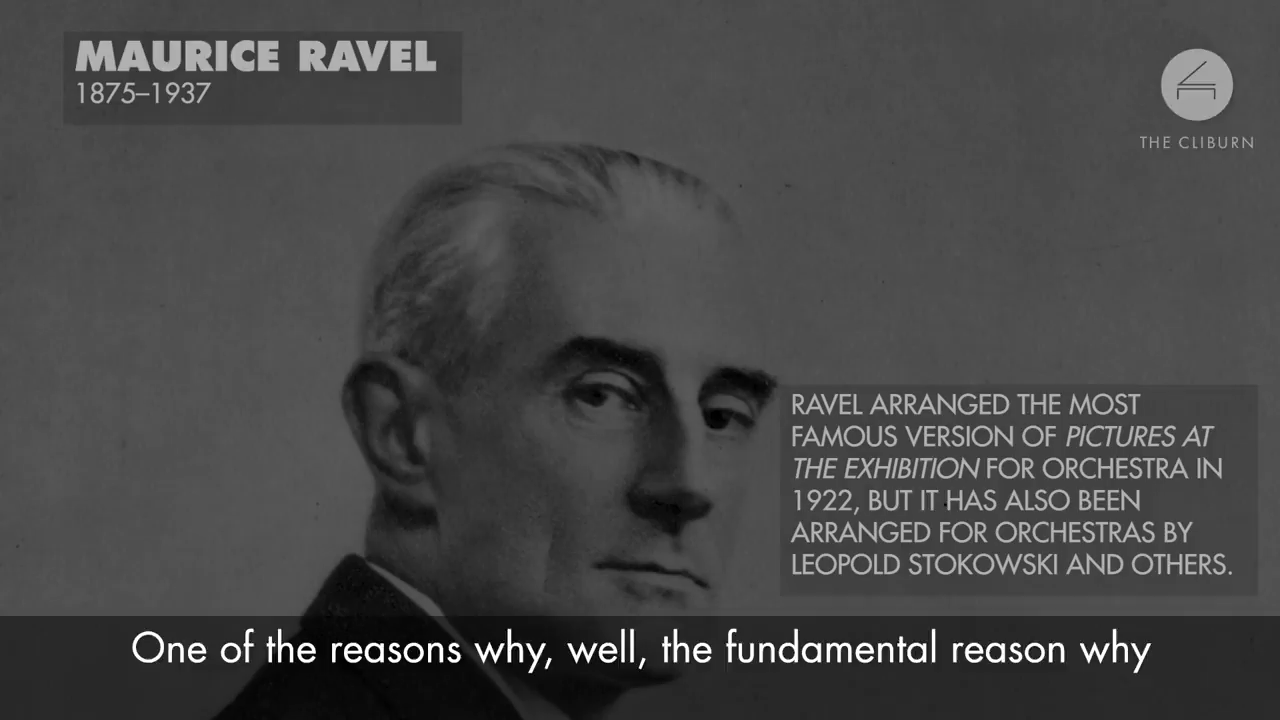 MAURICE RAVEL
1875–1937
THE CLIBURN
RAVEL ARRANGED THE MOST
FAMOUS VERSION OF PICTURES AT
THE EXHIBITION FOR ORCHESTRA IN
1922, BUT IT HAS ALSO BEEN
ARRANGED FOR ORCHESTRAS BY
LEOPOLD STOKOWSKI AND OTHERS.
One of the reasons why, well, the fundamental reason why